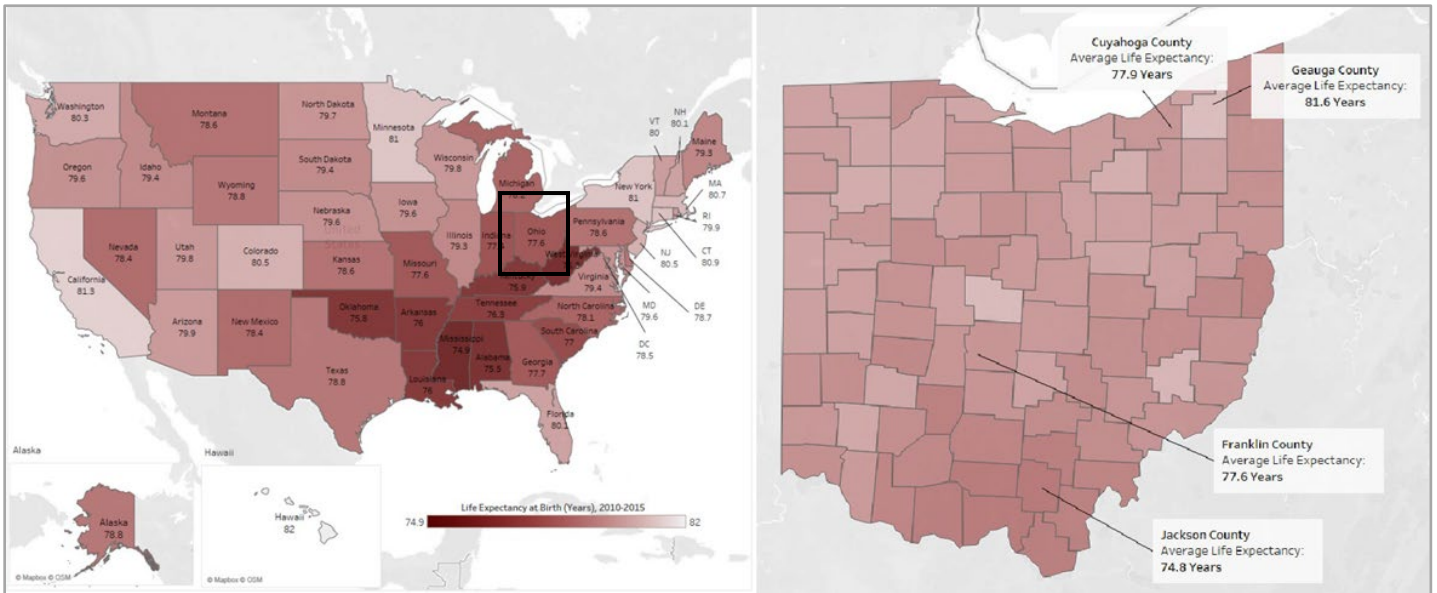 Washington
80.3
Montana
78.6
North Dakota
79.7
Minnesota
81
VT
80
NH
80.1
Maine
79.3
Oregon
79.6
Idaho
79.4
South Dakota
79.4
Wisconsin
79.8
Michigan
New York
81
MA
80.7
Wyoming
78.8
Iowa
79.6
Nebraska
79.6
RI
79.9
Nevada
78.4
Utah
79.8
Colorado
80.5
United
States
Kansas
78.6
Illinois
79.3
Indiana
Ohio
77.6
Pennsylvania
78.6
NJ
80.5
CT
80.9
California
81.3
Missouri
77.6
Kentucky
75.9
Virginia
79.4
MD
79.6
DE
78.7
DC
78.5
Arizona
79.9
New Mexico
78.4
Oklahoma
Arkansas
76
Tennessee
76.3
North Carolina
78.1
South Carolina
77
Texas
78.8
Louisiana
76
Mississippi
74.9
Alabama
Georgia
77.7
Florida
80.1
Alaska
Hawaii
Alaska
78.8
Hawaii
82
© Mapbox © OSM
© Mapbox © OSM
Life Expectancy at Birth (Years), 2010-2015
74.9
82
Cuyahoga County
Average Life Expectancy:
77.9 Years
Geauga County
Average Life Expectancy:
81.6 Years
Franklin County
Average Life Expectancy:
77.6 Years
Jackson County
Average Life Expectancy:
74.8 Years